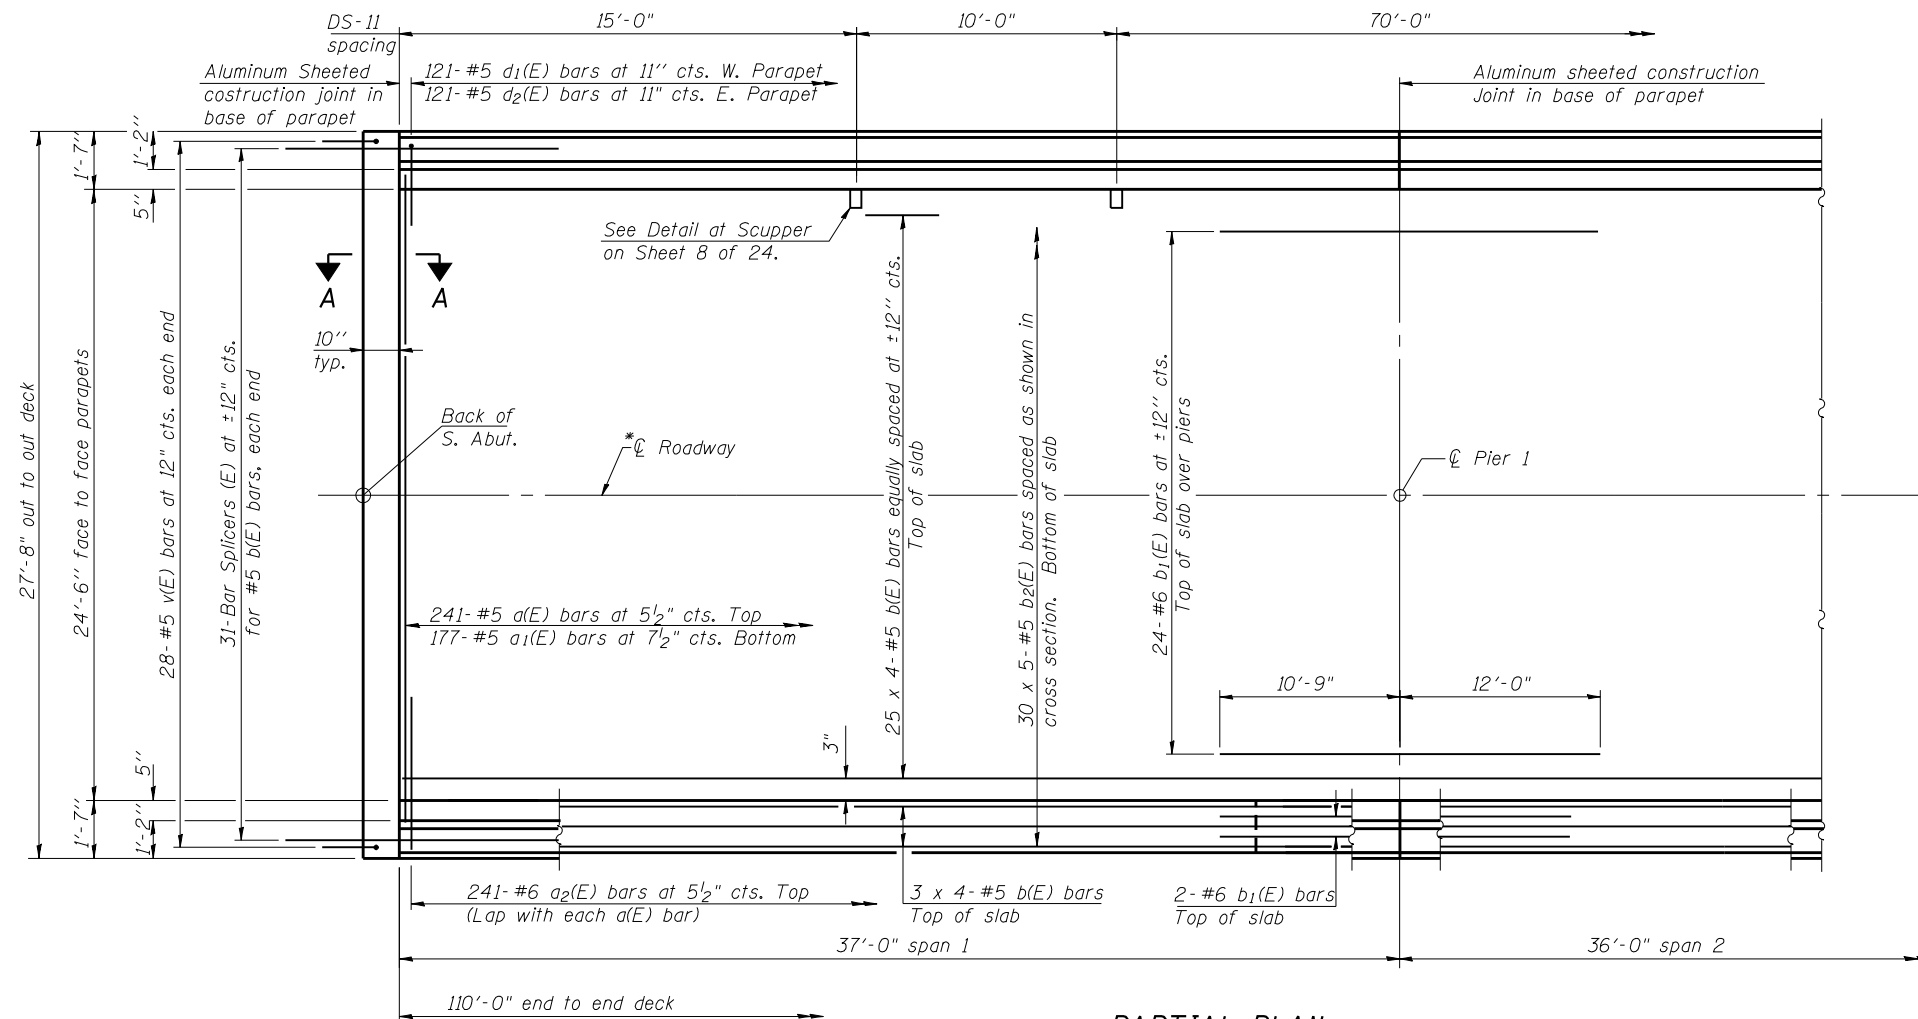 DS-11
spacing
15'-0"
10'-0"
70'-0"
Aluminum Sheeted
costruction joint in
base of parapet
121-#5 d1(E) bars at 11" cts. W. Parapet
121-#5 d2(E) bars at 11" cts. E. Parapet
Aluminum sheeted construction
Joint in base of parapet
1'-7"
1'-2"
5"
See Detail at Scupper
on Sheet 8 of 24.
A
A
10"
typ.
27'-8" out to out deck
24'-6" face to face parapets
28-#5 v(E) bars at 12" cts. each end
31-Bar Splicers (E) at ±12" cts.
for #5 b(E) bars, each end
Back of
S. Abut.
*℄ Roadway
25 x 4-#5 b(E) bars equally spaced at ±12" cts.
Top of slab
30 x 5-#5 b2(E) bars spaced as shown in
cross section. Bottom of slab
24-#6 b1(E) bars at ±12" cts.
Top of slab over piers
℄ Pier 1
241-#5 a(E) bars at 5½" cts. Top
177-#5 a1(E) bars at 7½" cts. Bottom
10'-9"
12'-0"
3"
5"
1'-7"
1'-2"
241-#6 a2(E) bars at 5½" cts. Top
(Lap with each a(E) bar)
3 x 4-#5 b(E) bars
Top of slab
2-#6 b1(E) bars
Top of slab
37'-0" span 1
36'-0" span 2
110'-0" end to end deck
PARTIAL PLAN